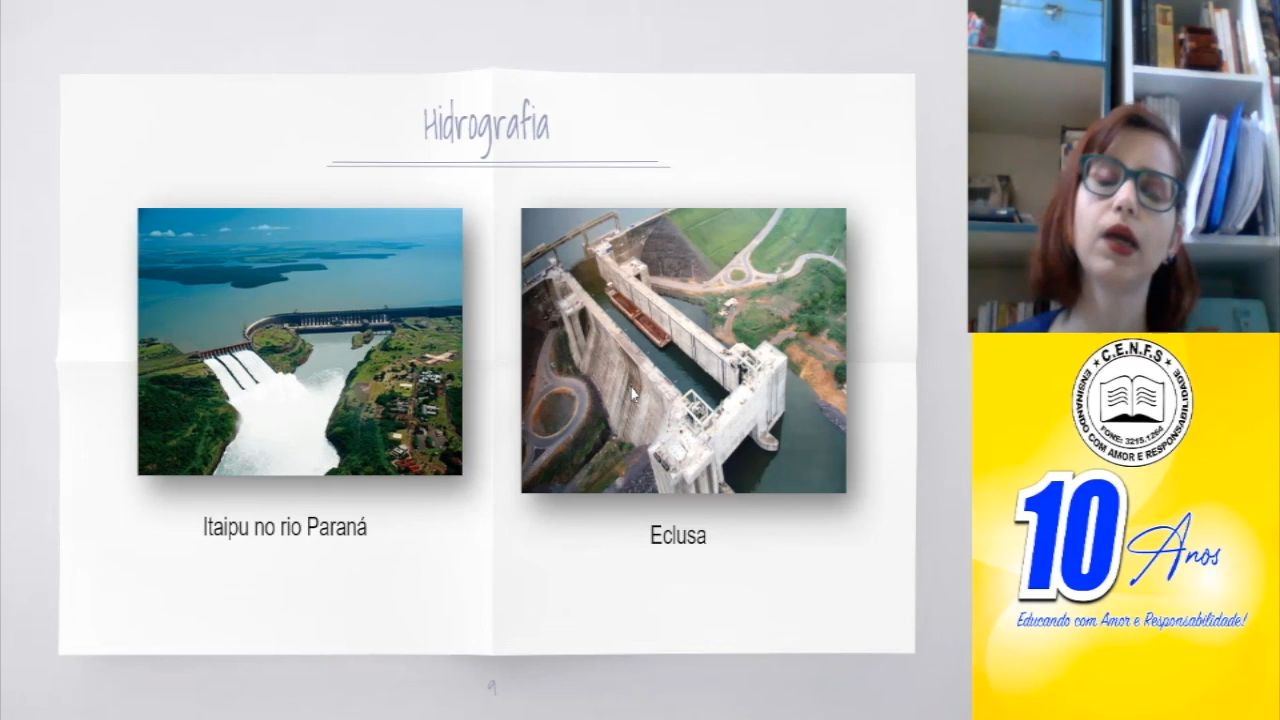 Hidrografia
Itaipu no rio Paraná
Eclusa
9
★ C.E.N.F.S ★
ENSINANDO COM AMOR E RESPONSABILIDADE
FONE: 3215.1264
10 Anos
Educando com Amor e Responsabilidade!